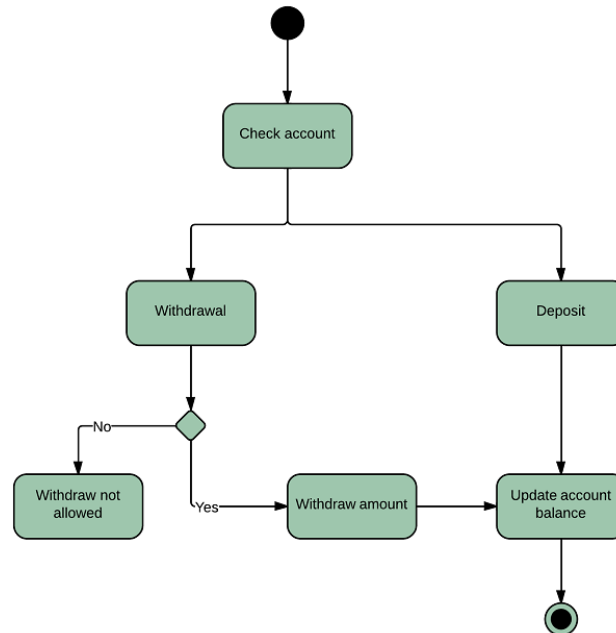 Check account
Withdrawal
Deposit
No
Withdraw not
allowed
Yes
Withdraw amount
Update account
balance